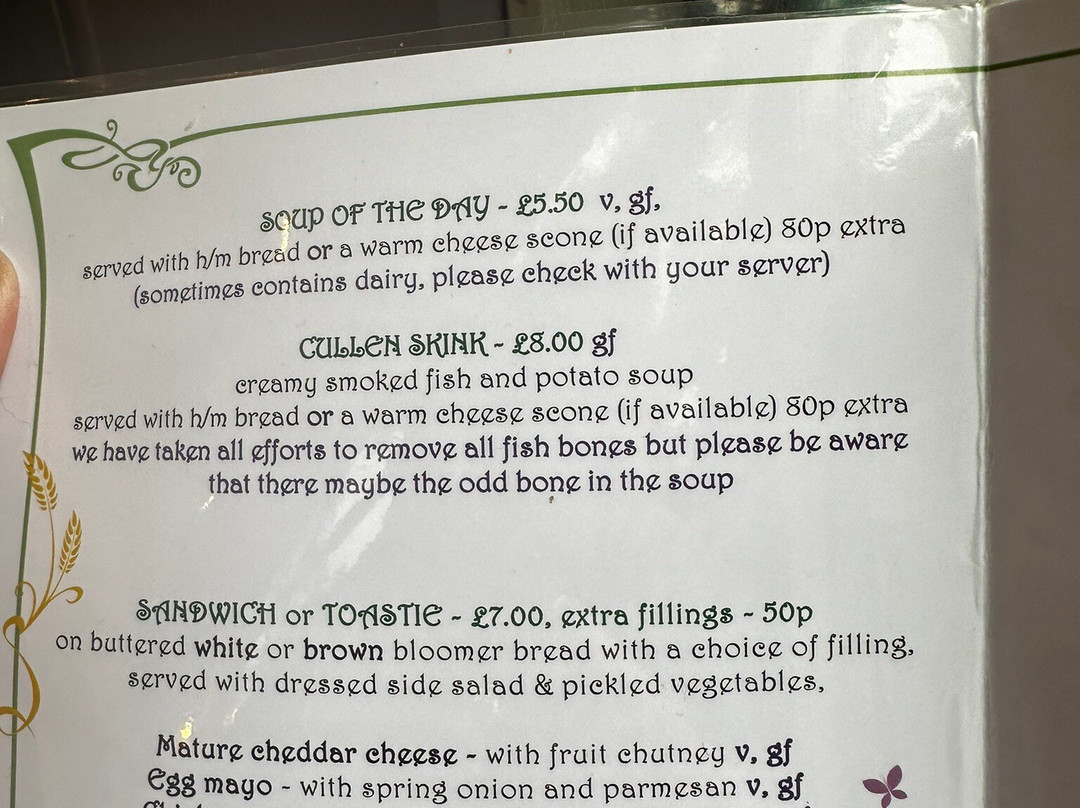 SOUP OF THE DAY - £5.50 v, gf,
served with h/m bread or a warm cheese scone (if available) 80p extra
(sometimes contains dairy, please check with your server)
CULLEN SKINK - £8.00 gf
creamy smoked fish and potato soup
served with h/m bread or a warm cheese scone (if available) 80p extra
we have taken all efforts to remove all fish bones but please be aware
that there maybe the odd bone in the soup
SANDWICH or TOASTIE - £7.00, extra fillings - 50p
on buttered white or brown bloomer bread with a choice of filling,
served with dressed side salad & pickled vegetables,
Mature cheddar cheese - with fruit chutney v, gf
Egg mayo - with spring onion and parmesan v, gf